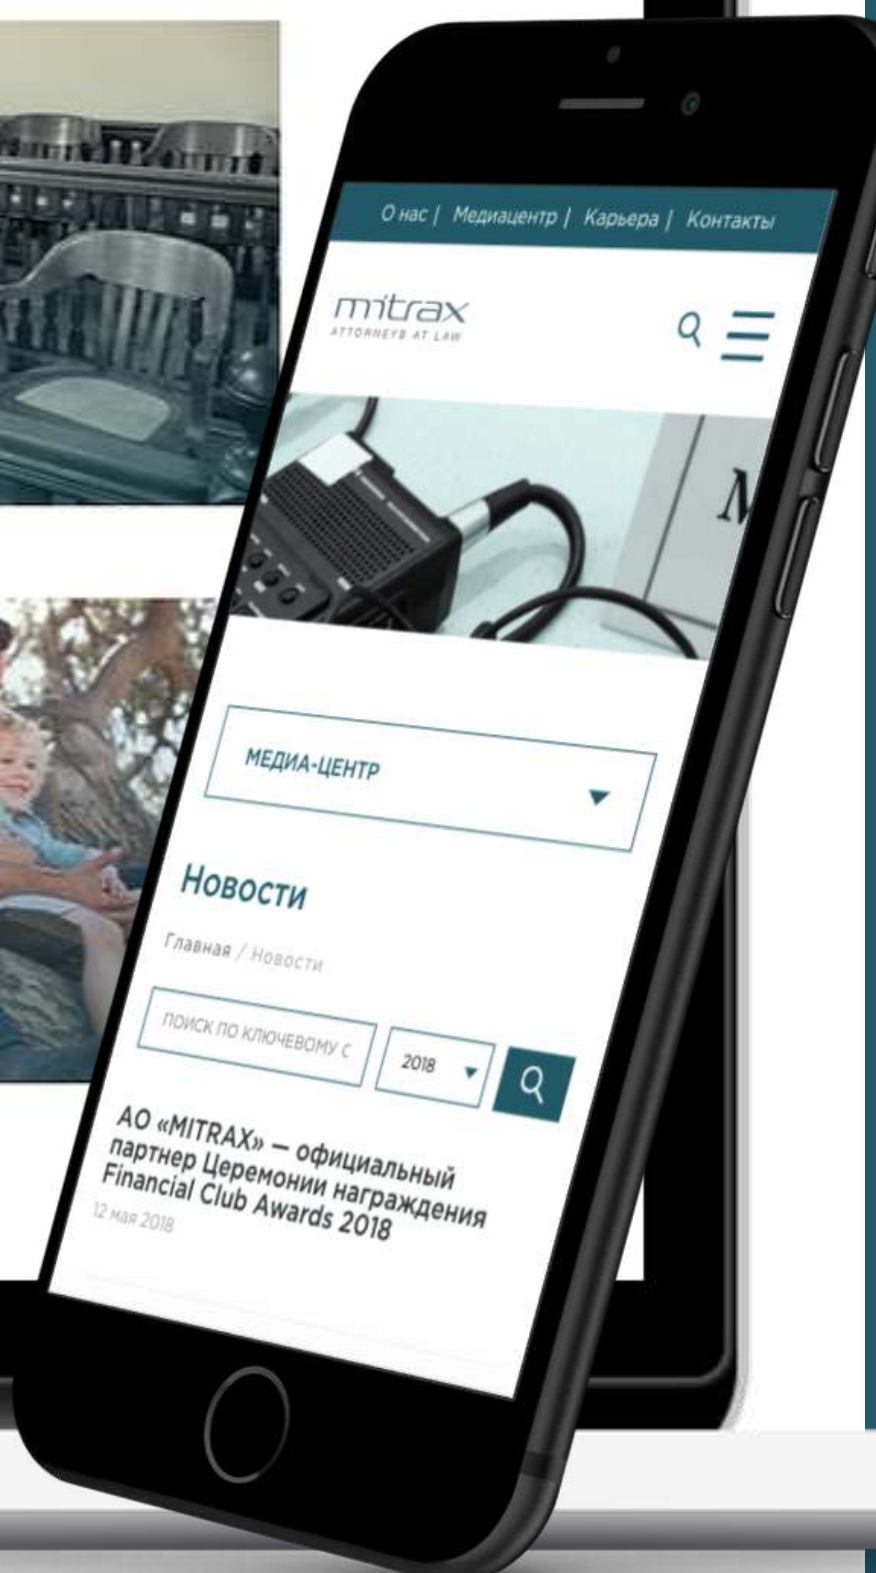 О нас | Медиацентр | Карьера | Контакты
mitrax
ATTORNEYS AT LAW
M
МЕДИА-ЦЕНТР
Новости
Главная / Новости
ПОИСК ПО КЛЮЧЕВОМУ С
2018
АО «MITRAX» — официальный
партнер Церемонии награждения
Financial Club Awards 2018
12 мая 2018